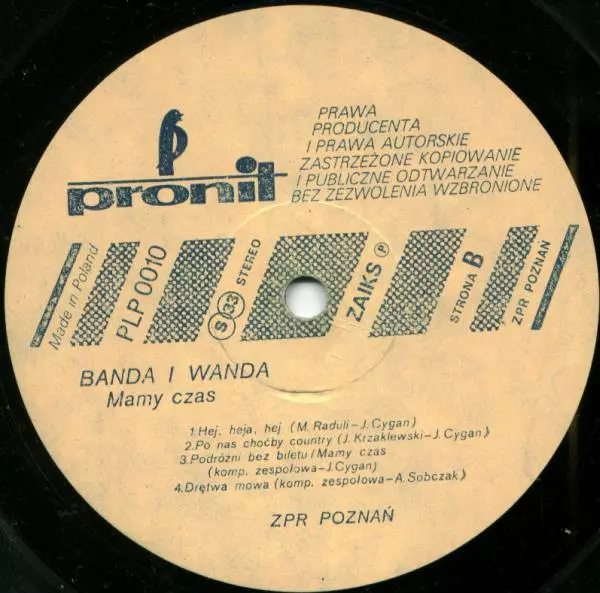 pronit
PRAWA
PRODUCENTA
I PRAWA AUTORSKIE
ZASTRZEŻONE KOPIOWANIE
I PUBLICZNE ODTWARZANIE
BEZ ZEZWOLENIA WZBRONIONE
Made in Poland
PLP 0010
S 33 STEREO
ZAIKS P
STRONA B
ZPR POZNAŃ
BANDA I WANDA
Mamy czas
1. Hej, heja, hej (M. Raduli-J. Cygan)
2. Po nas choćby country (J. Krzaklewski-J. Cygan)
3. Podróżni bez biletu / Mamy czas
(komp. zespołowa-J. Cygan)
4. Drętwa mowa (komp. zespołowa-A. Sobczak)
ZPR POZNAŃ